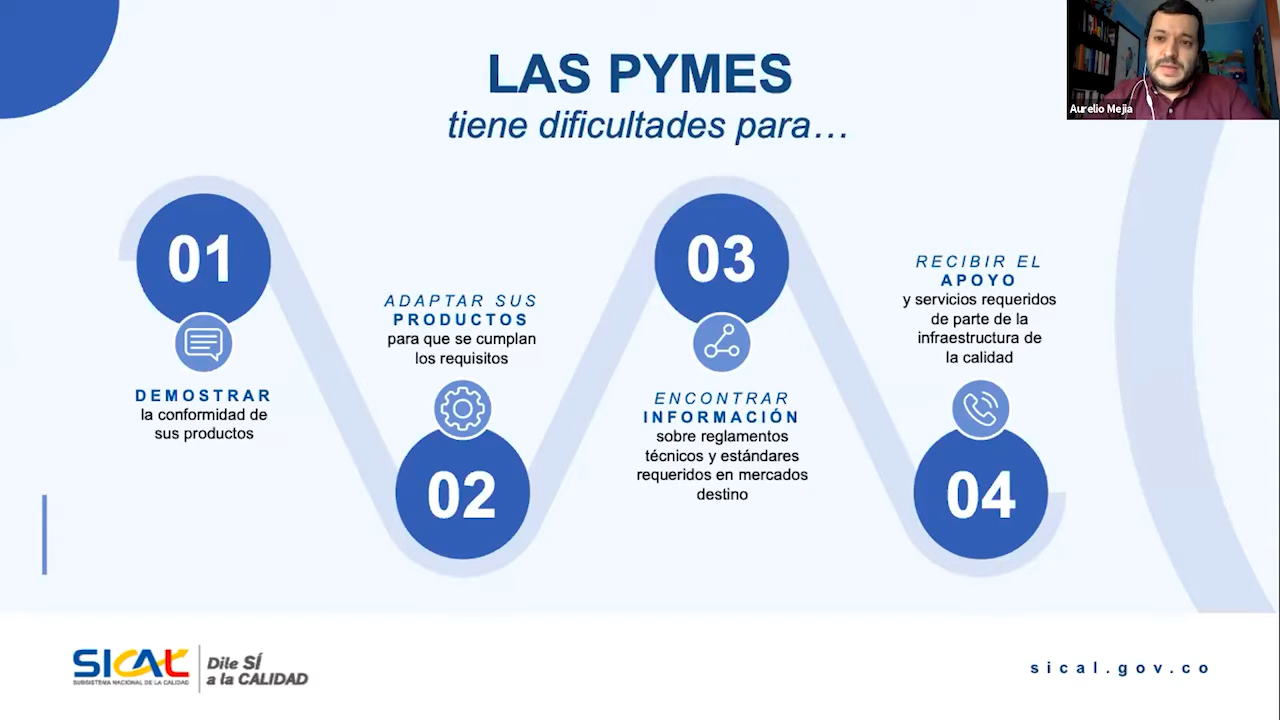 LAS PYMES
tiene dificultades para…
Aurelio Mejia
01
DEMOSTRAR
la conformidad de
sus productos
ADAPTAR SUS
PRODUCTOS
para que se cumplan
los requisitos
02
03
ENCONTRAR
INFORMACIÓN
sobre reglamentos
técnicos y estándares
requeridos en mercados
destino
RECIBIR EL
APOYO
y servicios requeridos
de parte de la
infraestructura de
la calidad
04
SICAL
SUBSISTEMA NACIONAL DE LA CALIDAD
Dile SÍ
a la CALIDAD
sical.gov.co